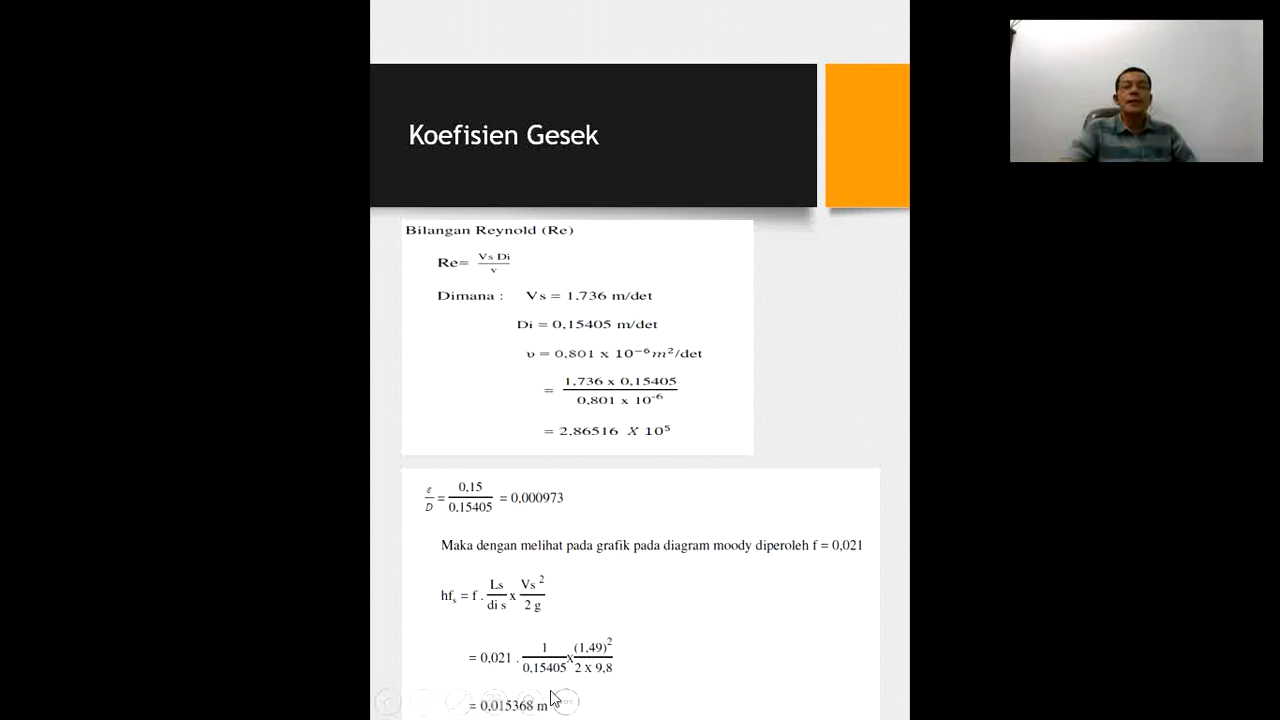 Koefisien Gesek
Bilangan Reynold (Re)
Re= Vs Di / v
Dimana : Vs = 1.736 m/det
Di = 0,15405 m/det
υ = 0,801 x 10⁻⁶m²/det
= 1,736 x 0,15405 / 0,801 x 10⁻⁶
= 2,86516 X 10⁵
ε/D = 0,15 / 0,15405 = 0,000973
Maka dengan melihat pada grafik pada diagram moody diperoleh f = 0,021
hfₛ = f . Ls / di s x Vs ² / 2 g
= 0,021 . 1 / 0,15405 x (1,49)² / 2 x 9,8
= 0,015368 m